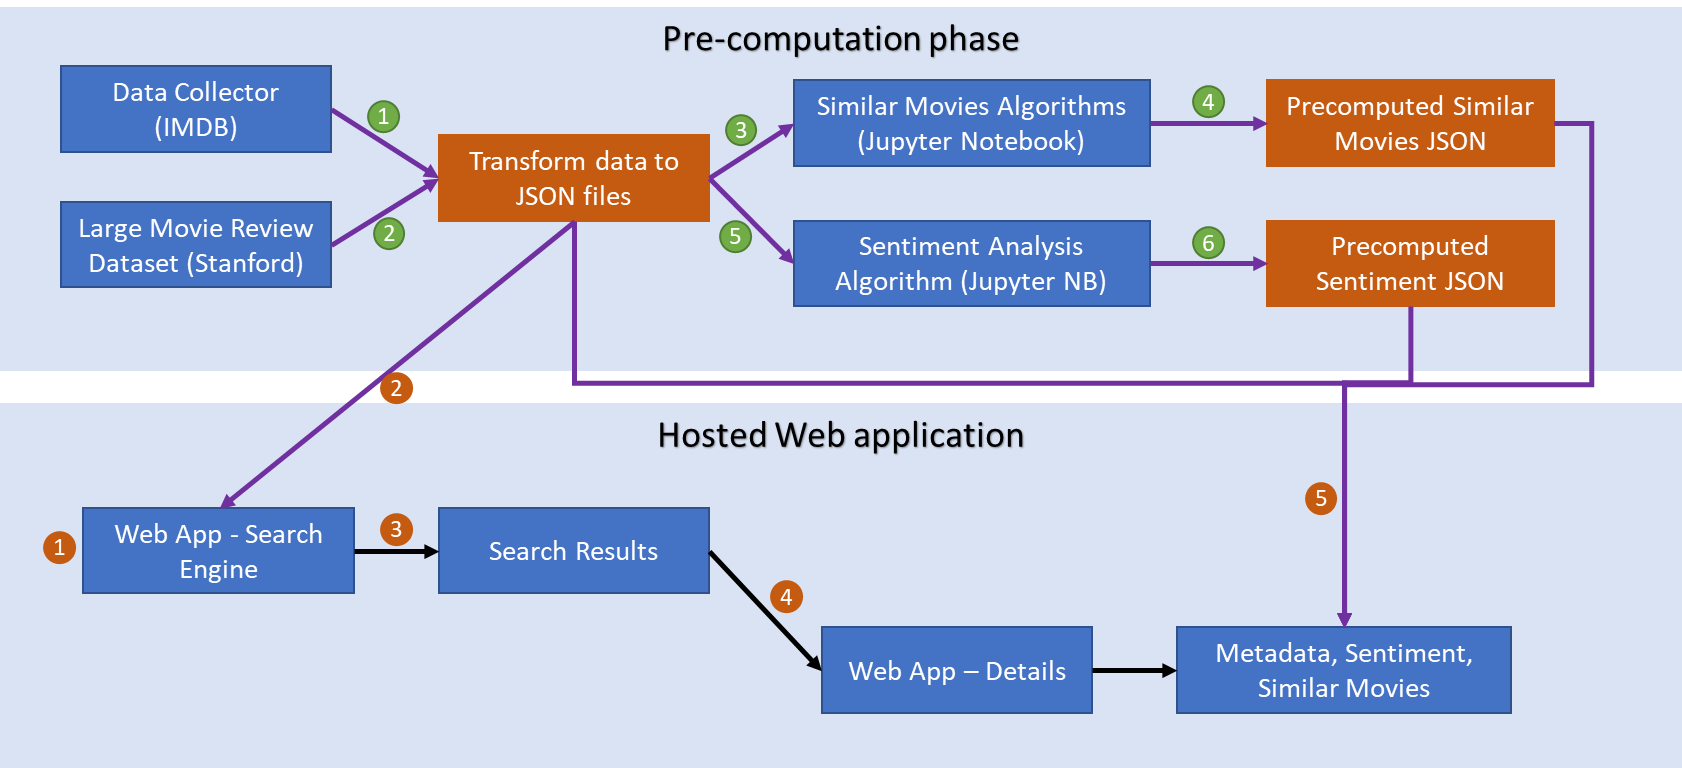 Pre-computation phase
Data Collector
(IMDB)
1
Large Movie Review
Dataset (Stanford)
2
Transform data to
JSON files
3
Similar Movies Algorithms
(Jupyter Notebook)
4
Precomputed Similar
Movies JSON
5
Sentiment Analysis
Algorithm (Jupyter NB)
6
Precomputed
Sentiment JSON
2
Hosted Web application
1
Web App - Search
Engine
3
Search Results
4
Web App – Details
5
Metadata, Sentiment,
Similar Movies